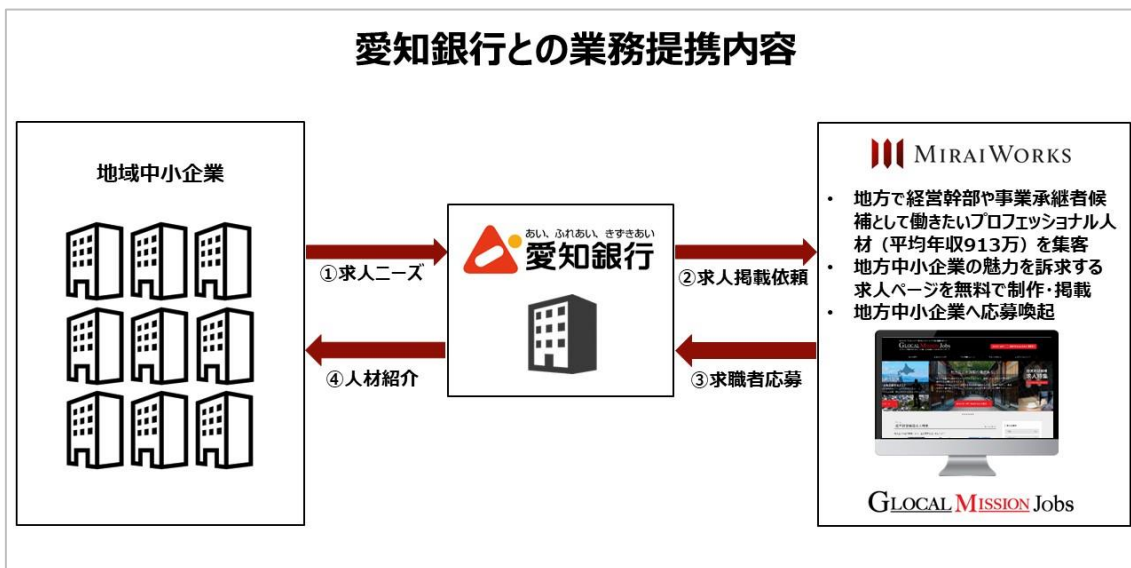 愛知銀行との業務提携内容
地域中小企業
①求人ニーズ
④人材紹介
あい、ふれあい、きずきあい
愛知銀行
②求人掲載依頼
③求職者応募
MIRAIWORKS
• 地方で経営幹部や事業承継者候
補として働きたいプロフェッショナル人
材（平均年収913万）を集客
• 地方中小企業の魅力を訴求する
求人ページを無料で制作・掲載
• 地方中小企業へ応募喚起
GLOCAL MISSION JOBS
GLOCAL MISSION Jobs